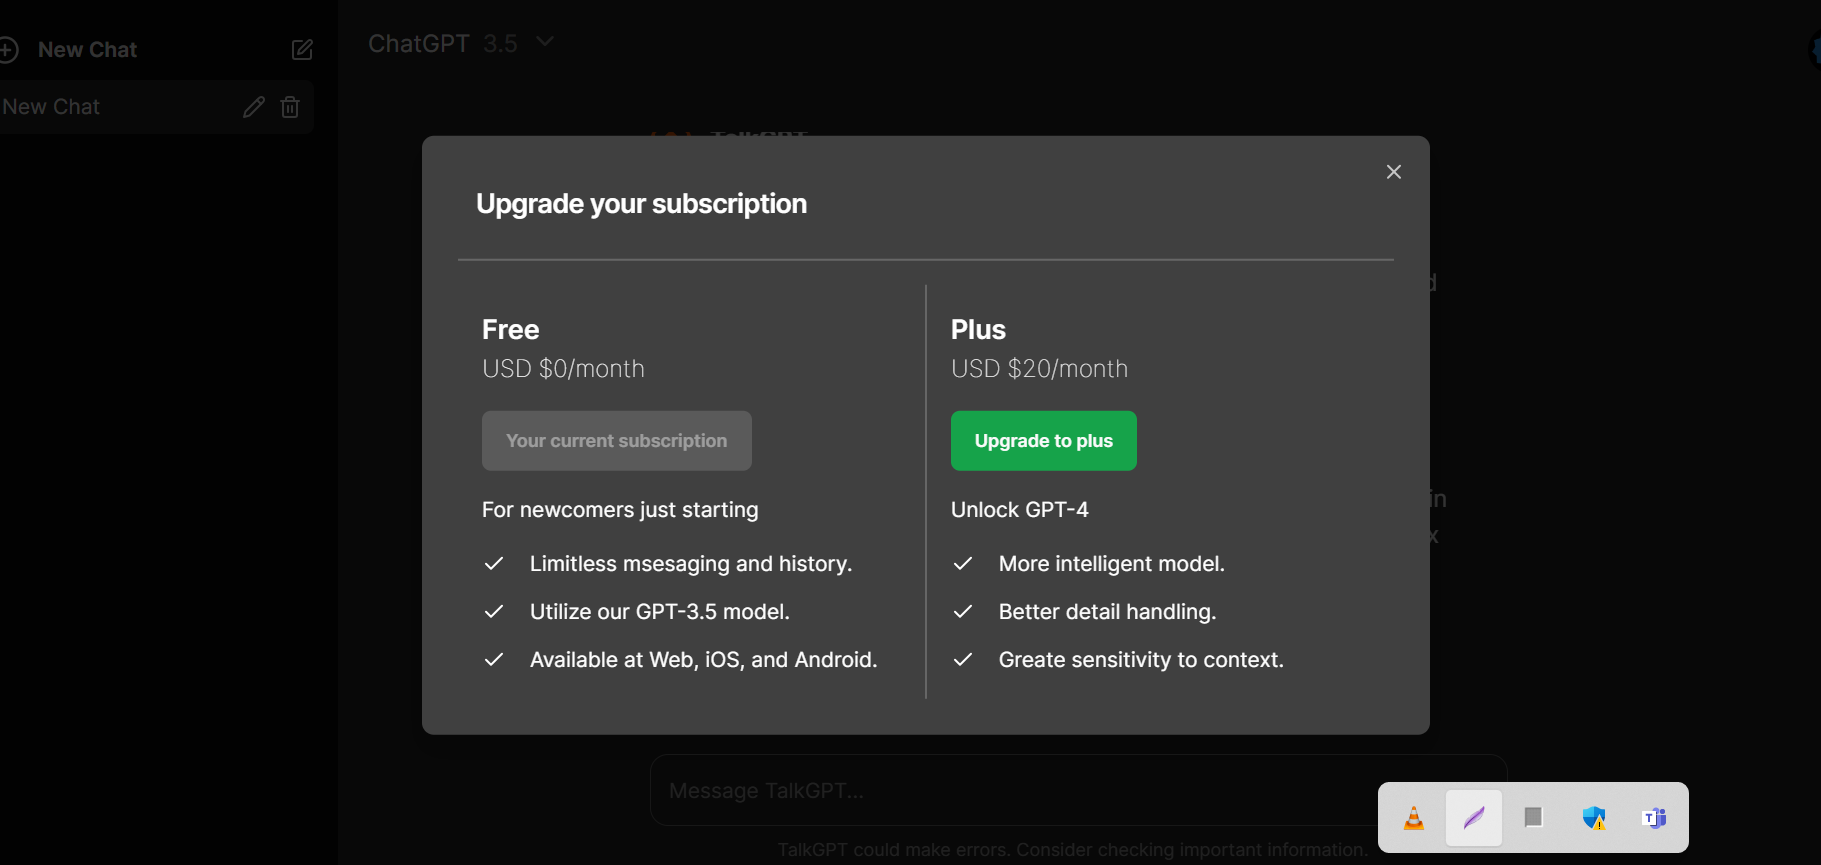 New Chat
New Chat
ChatGPT 3.5
TalkGPT
Upgrade your subscription
Free
USD $0/month
Your current subscription
For newcomers just starting
Limitless msesaging and history.
Utilize our GPT-3.5 model.
Available at Web, iOS, and Android.
Plus
USD $20/month
Upgrade to plus
Unlock GPT-4
More intelligent model.
Better detail handling.
Greate sensitivity to context.
in
Message TalkGPT...
TalkGPT could make errors. Consider checking important information.